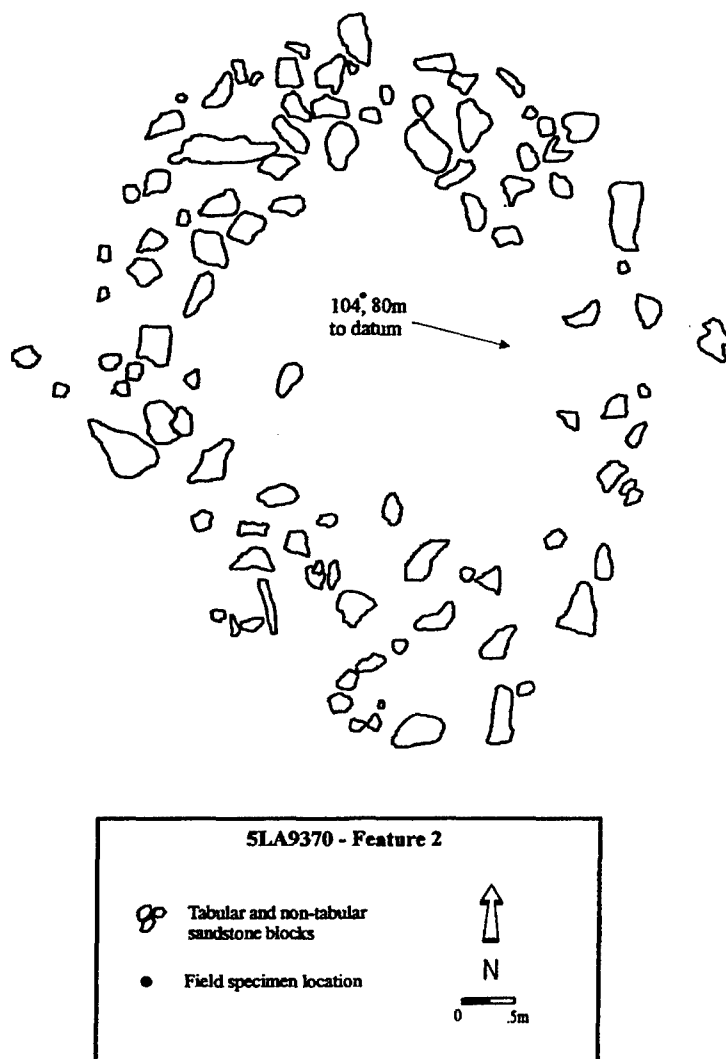 104°, 80m
to datum
5LA9370 - Feature 2
Tabular and non-tabular
sandstone blocks
Field specimen location
N
0 .5m